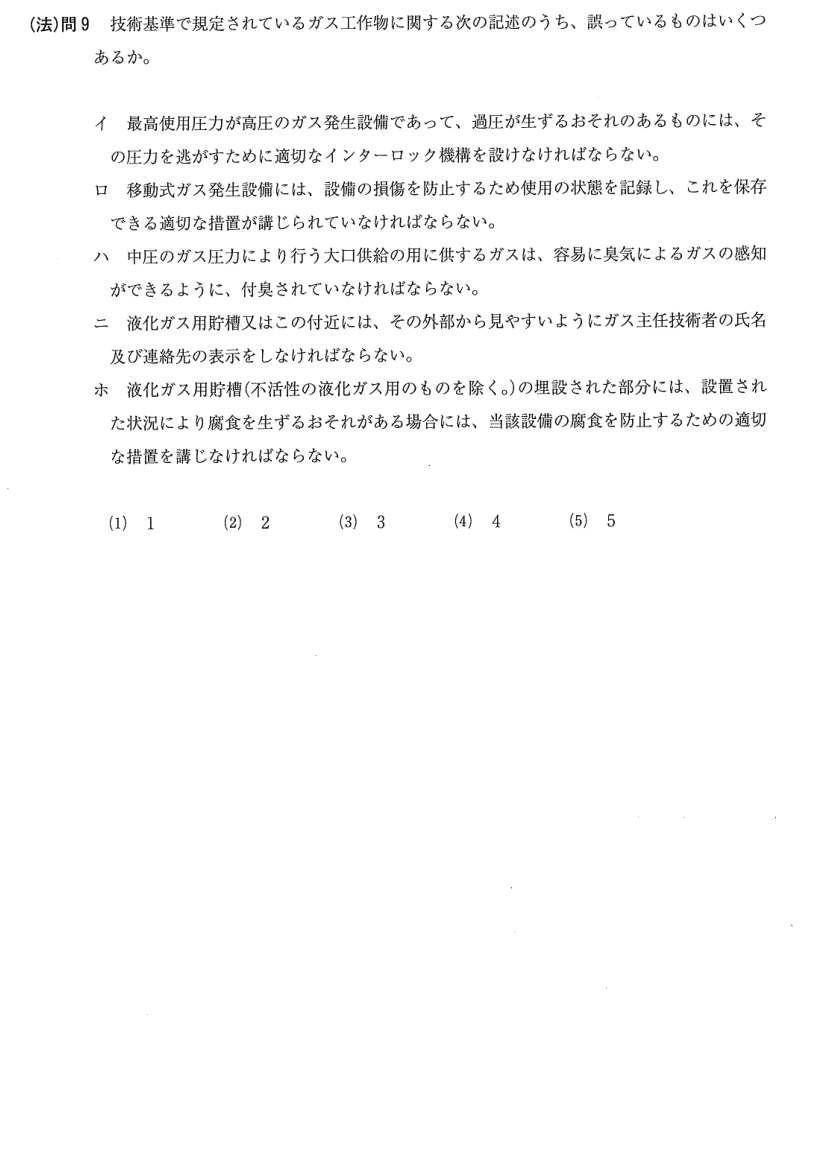 (法)問9 技術基準で規定されているガス工作物に関する次の記述のうち、誤っているものはいくつ
あるか。
イ 最高使用圧力が高圧のガス発生設備であって、過圧が生ずるおそれのあるものには、そ
の圧力を逃がすために適切なインターロック機構を設けなければならない。
ロ 移動式ガス発生設備には、設備の損傷を防止するため使用の状態を記録し、これを保存
できる適切な措置が講じられていなければならない。
ハ 中圧のガス圧力により行う大口供給の用に供するガスは、容易に臭気によるガスの感知
ができるように、付臭されていなければならない。
ニ 液化ガス用貯槽又はこの付近には、その外部から見やすいようにガス主任技術者の氏名
及び連絡先の表示をしなければならない。
ホ 液化ガス用貯槽(不活性の液化ガス用のものを除く。)の埋設された部分には、設置され
た状況により腐食を生ずるおそれがある場合には、当該設備の腐食を防止するための適切
な措置を講じなければならない。
(1) 1 (2) 2 (3) 3 (4) 4 (5) 5